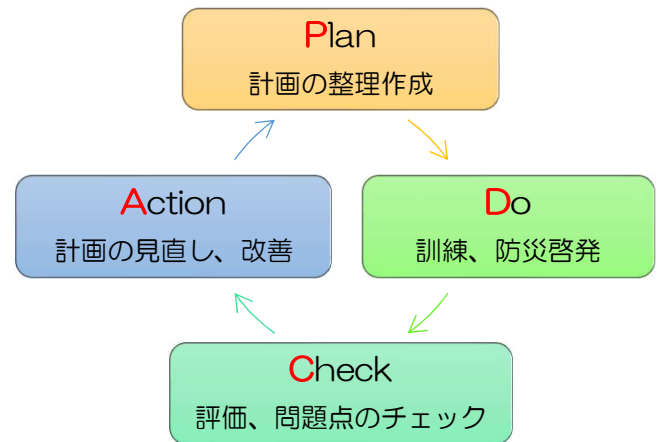 Plan
計画の整理作成
Action
計画の見直し、改善
Do
訓練、防災啓発
Check
評価、問題点のチェック